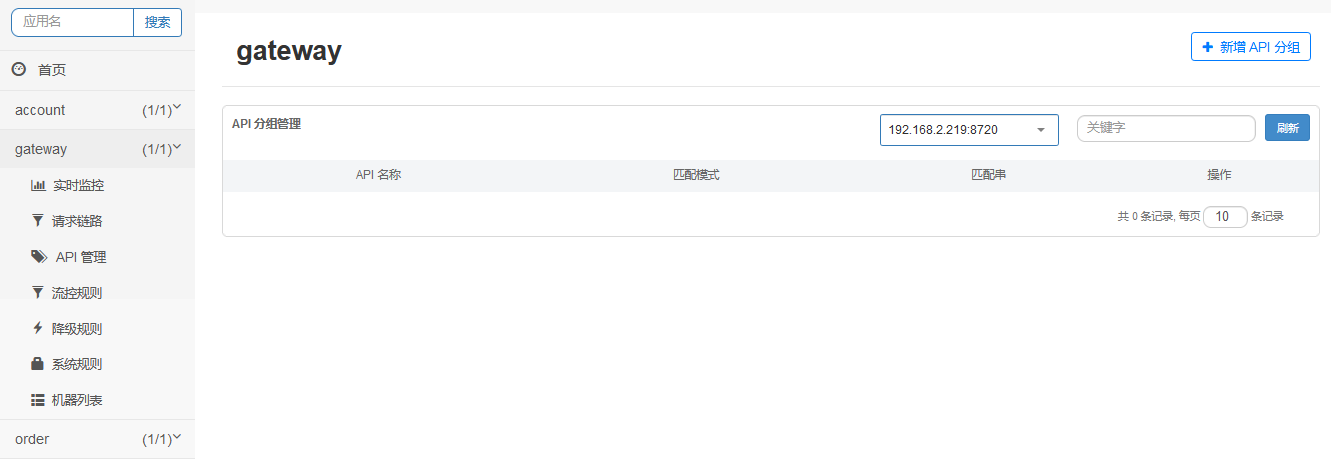 应用名 搜索
首页
account (1/1)
gateway (1/1)
实时监控
请求链路
API 管理
流控规则
降级规则
系统规则
机器列表
order (1/1)
gateway
新增 API 分组
API 分组管理 192.168.2.219:8720 关键字 刷新
API 名称 匹配模式 匹配串 操作
共 0 条记录, 每页 10 条记录